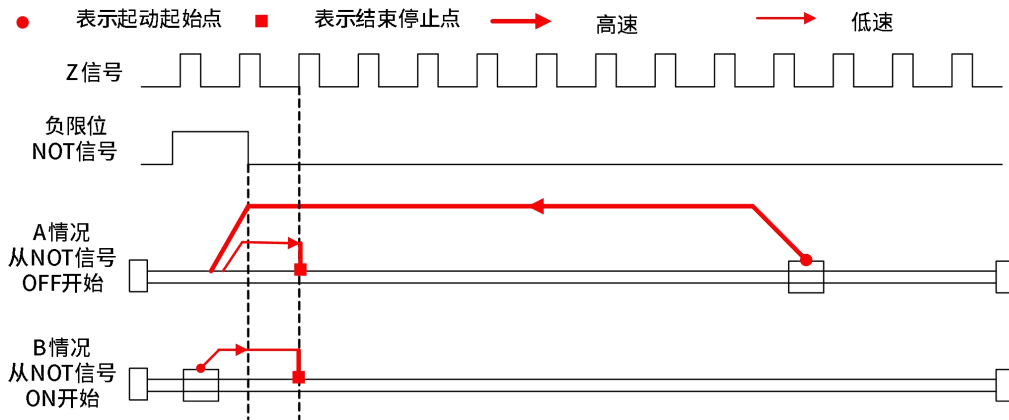 表示起动起始点 表示结束停止点 高速 低速
Z信号
负限位
NOT信号
A情况
从NOT信号
OFF开始
B情况
从NOT信号
ON开始